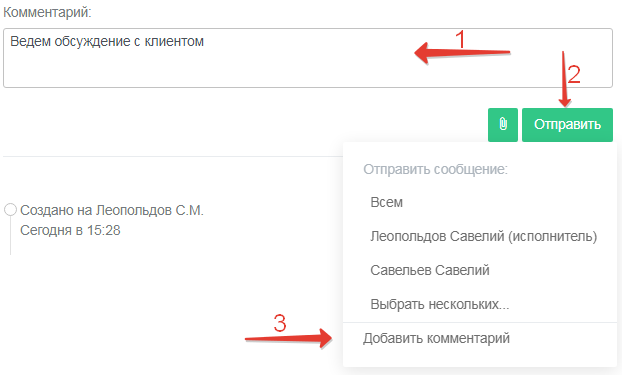 Комментарий:
Ведем обсуждение с клиентом
1
2
Отправить
Отправить сообщение:
Всем
Создано на Леопольдов С.М.
Сегодня в 15:28
Леопольдов Савелий (исполнитель)
Савельев Савелий
Выбрать нескольких...
3
Добавить комментарий